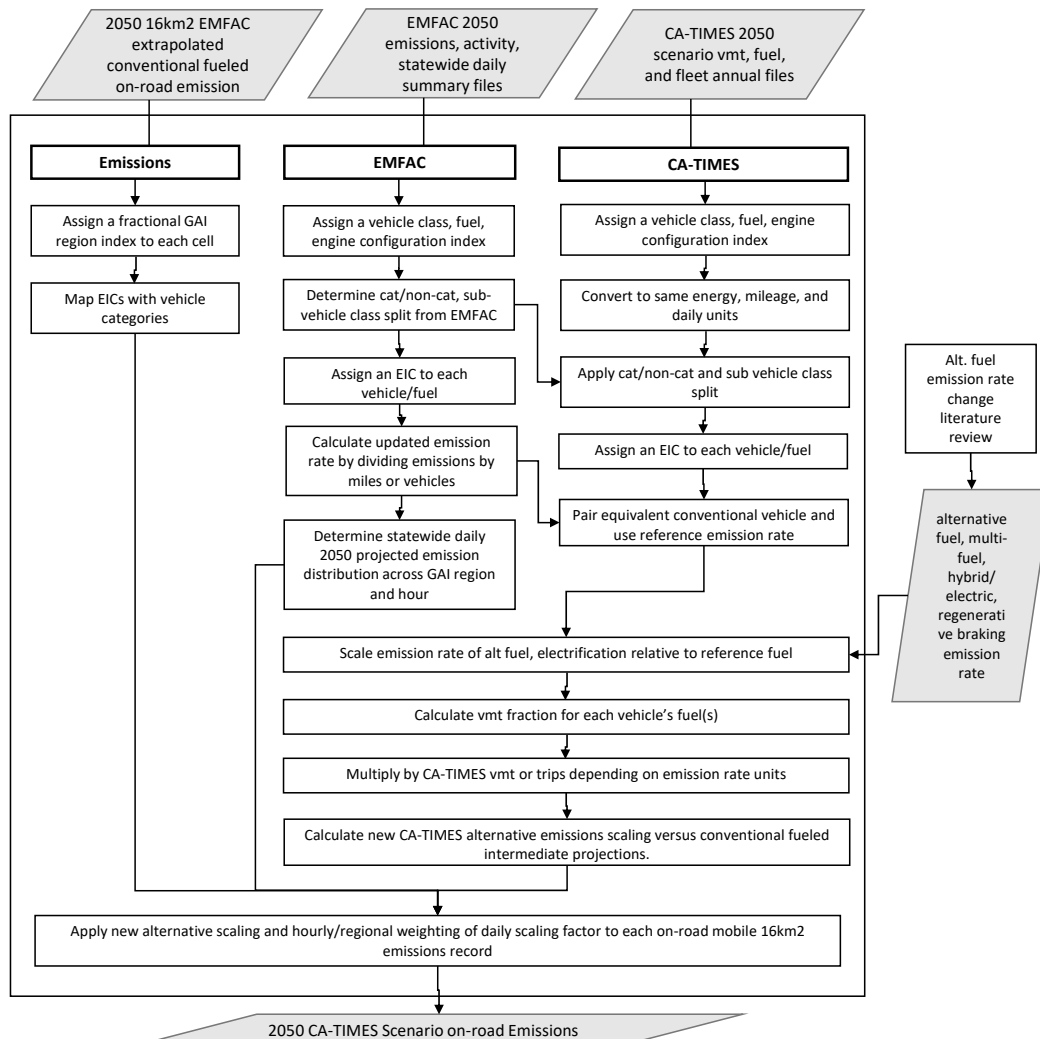 2050 16km2 EMFAC
extrapolated
conventional fueled
on-road emission
EMFAC 2050
emissions, activity,
statewide daily
summary files
CA-TIMES 2050
scenario vmt, fuel,
and fleet annual files
Emissions
EMFAC
CA-TIMES
Assign a fractional GAI
region index to each cell
Assign a vehicle class, fuel,
engine configuration index
Assign a vehicle class, fuel, engine
configuration index
Map EICs with vehicle
categories
Determine cat/non-cat, sub-
vehicle class split from EMFAC
Convert to same energy, mileage, and
daily units
Assign an EIC to each
vehicle/fuel
Apply cat/non-cat and sub vehicle class
split
Alt. fuel
emission rate
change
literature
review
Calculate updated emission
rate by dividing emissions by
miles or vehicles
Assign an EIC to each vehicle/fuel
Determine statewide daily
2050 projected emission
distribution across GAI region
and hour
Pair equivalent conventional vehicle and
use reference emission rate
alternative
fuel, multi-
fuel,
hybrid/
electric,
regenerati
ve braking
emission
rate
Scale emission rate of alt fuel, electrification relative to reference fuel
Calculate vmt fraction for each vehicle’s fuel(s)
Multiply by CA-TIMES vmt or trips depending on emission rate units
Calculate new CA-TIMES alternative emissions scaling versus conventional fueled
intermediate projections.
Apply new alternative scaling and hourly/regional weighting of daily scaling factor to each on-road mobile 16km2
emissions record
2050 CA-TIMES Scenario on-road Emissions